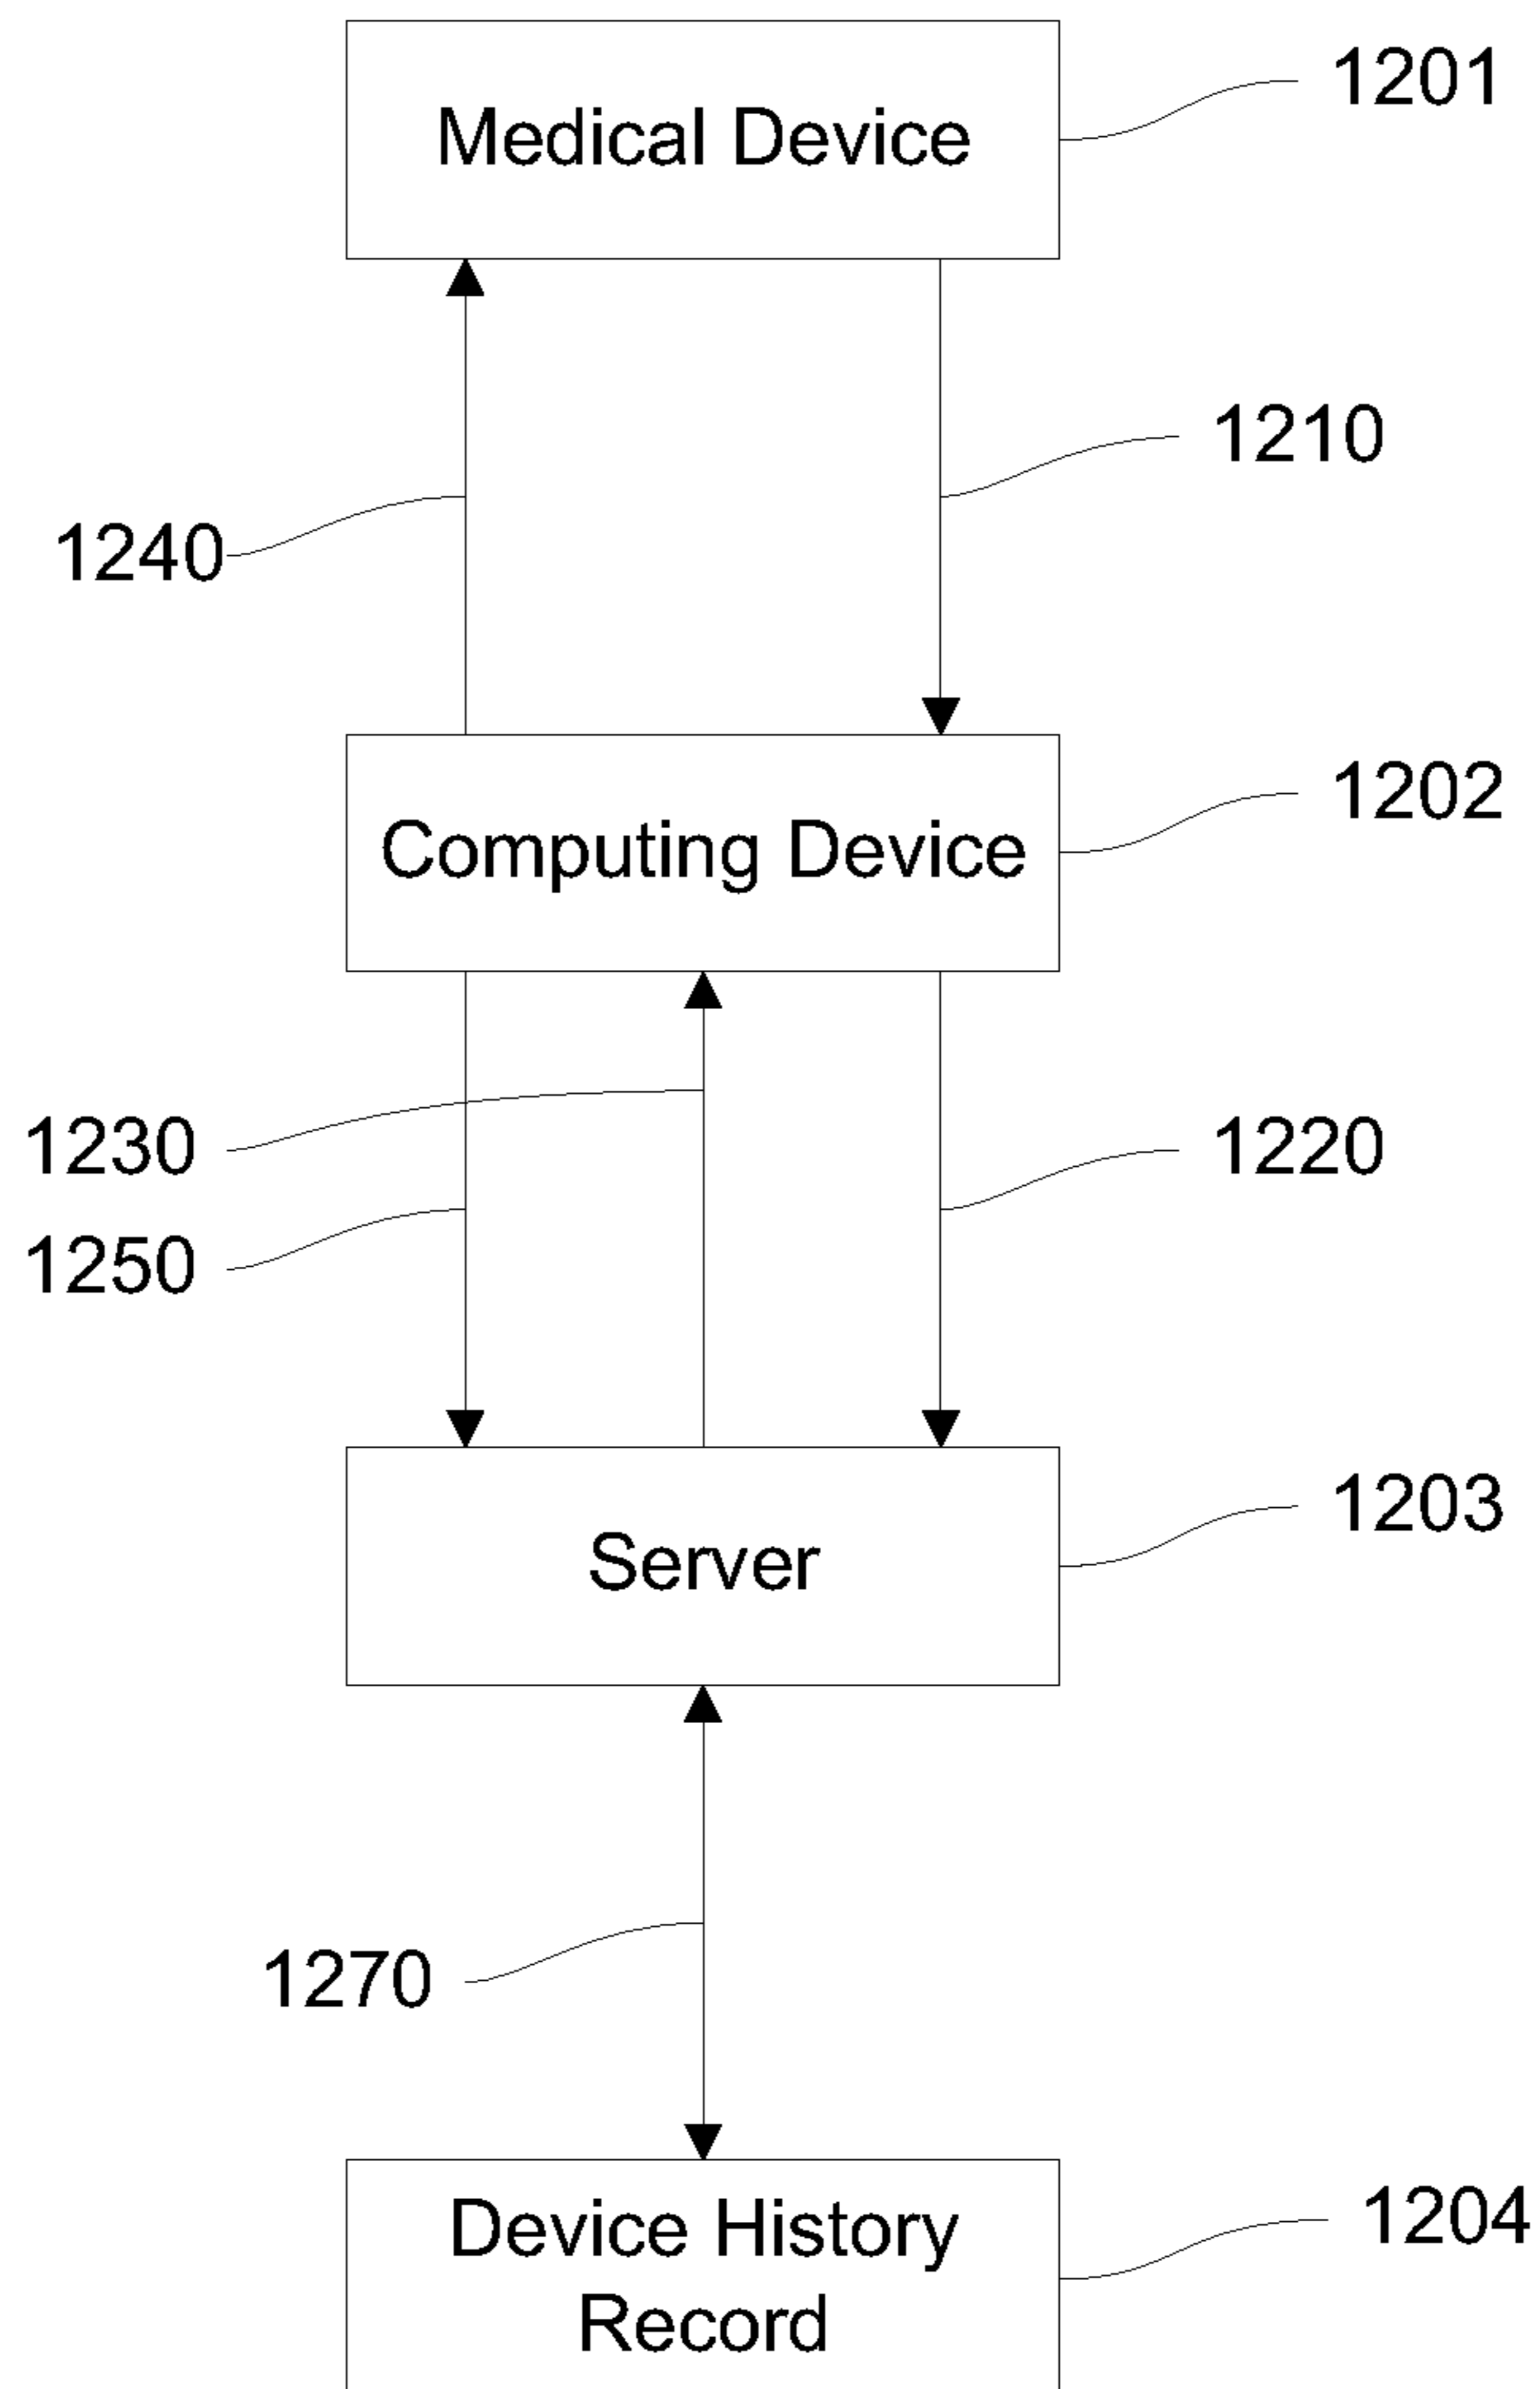 1201
Medical Device
1210
1240
1202
Computing Device
1230
1220
1250
1203
Server
1270
1204
Device History
Record